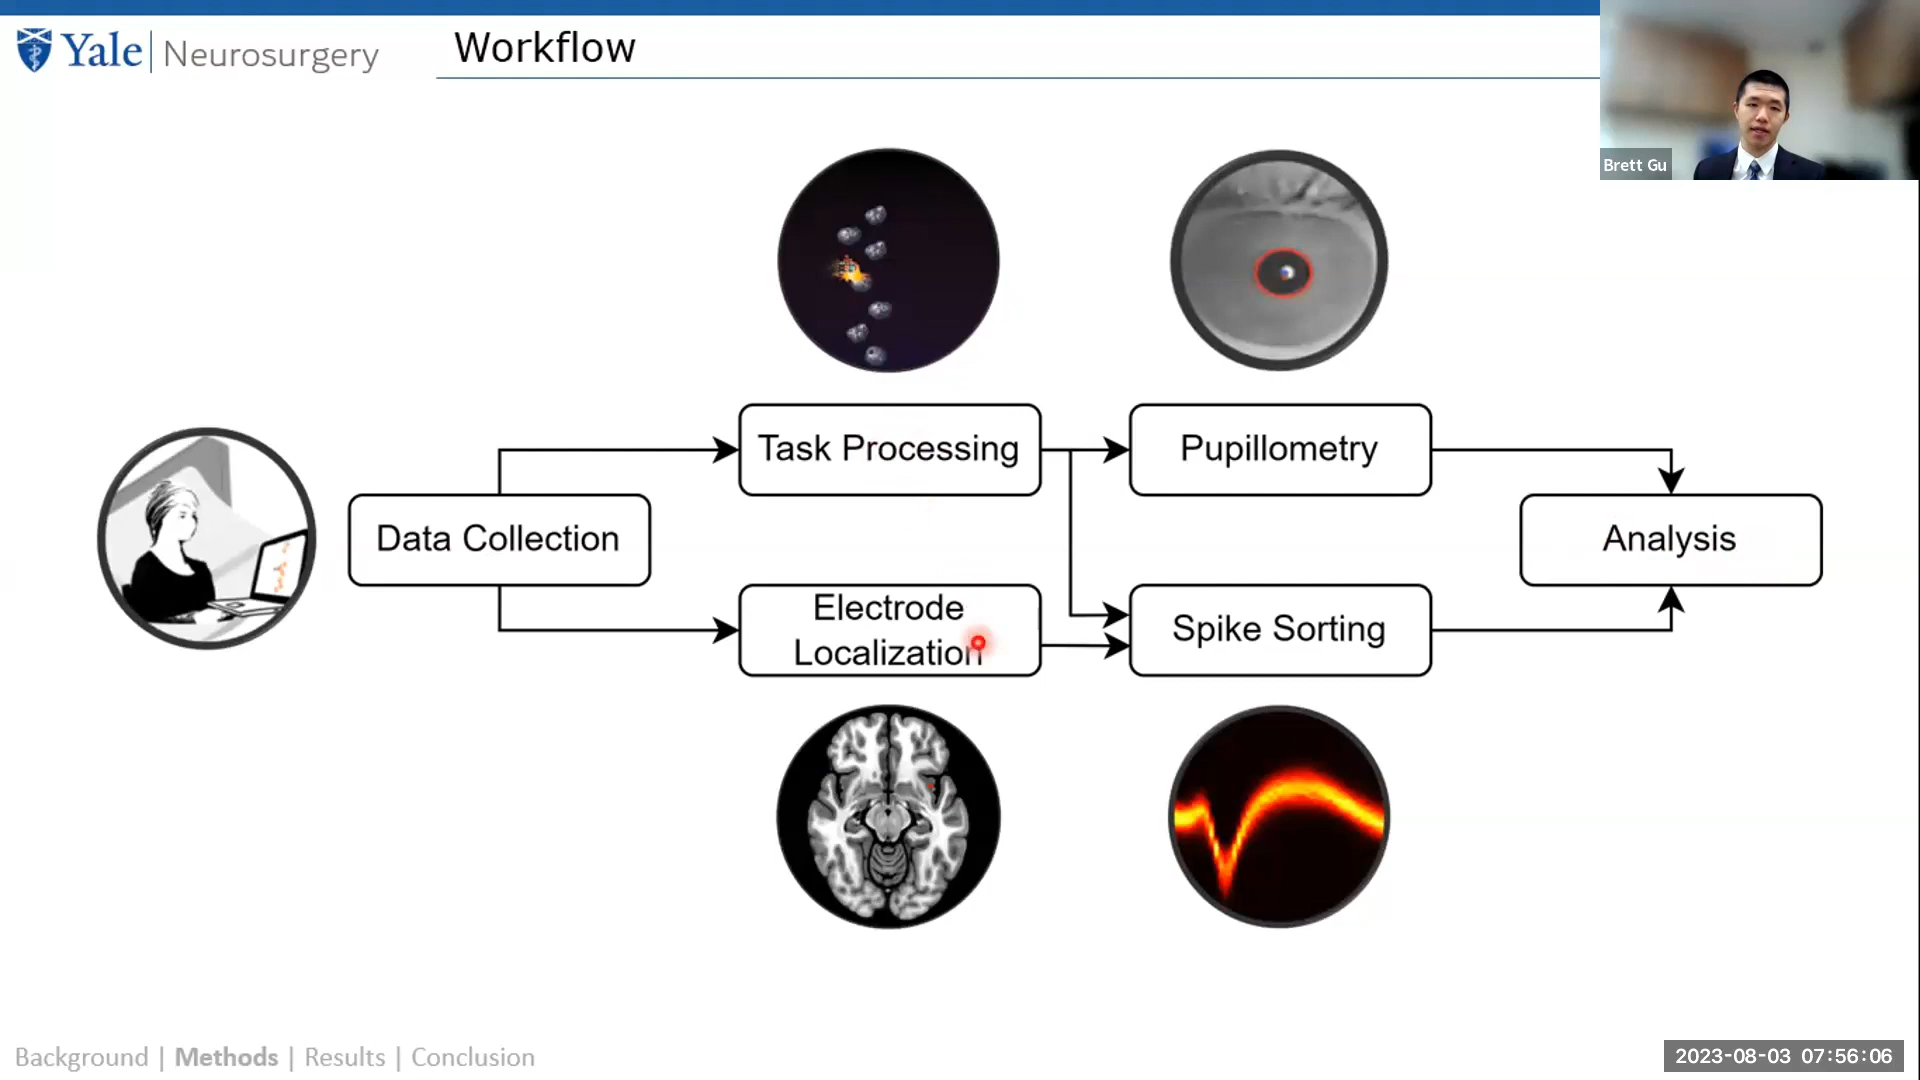 Yale | Neurosurgery
Workflow
Brett Gu
Task Processing
Pupillometry
Data Collection
Analysis
Electrode
Localization
Spike Sorting
Background | Methods | Results | Conclusion
2023-08-03 07:56:06